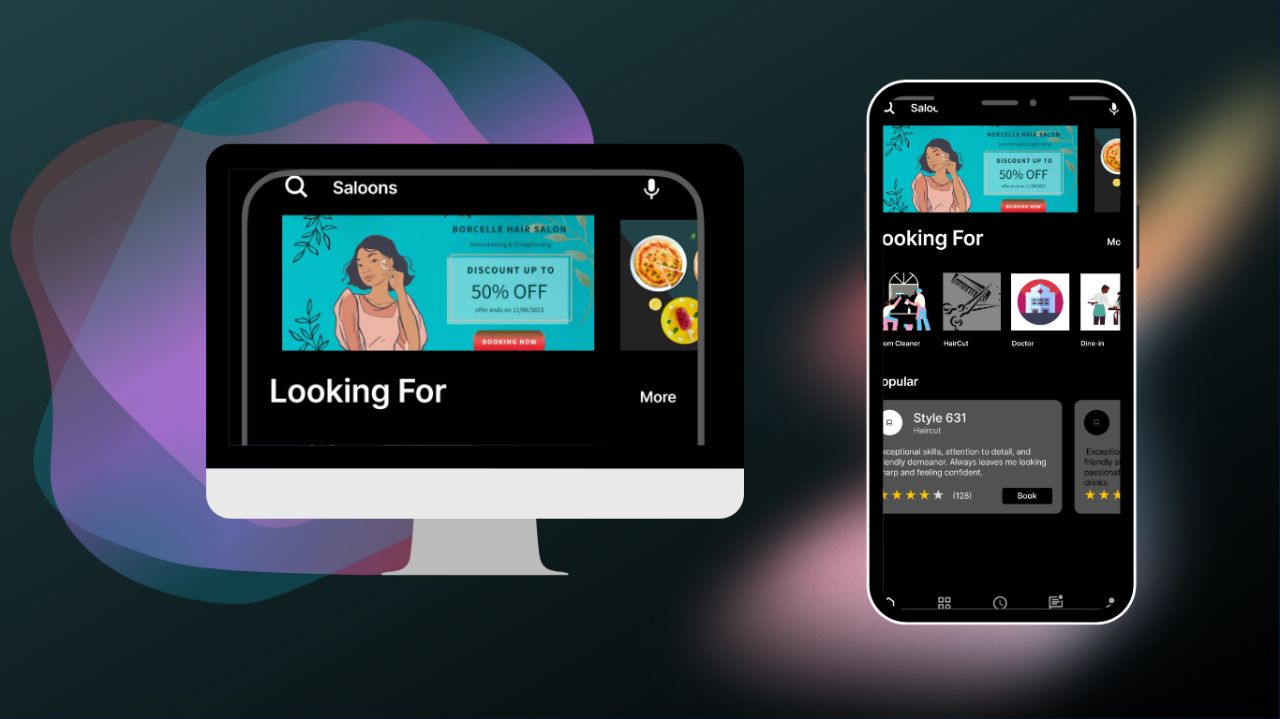 Saloons
BORCELLE HAIR SALON
Smoothening & Straightening
DISCOUNT UP TO
50% OFF
offer ends on 11/06/2023
BOOKING NOW
Looking For
More
Saloo
BORCELLE HAIR SALON
Smoothening & Straightening
DISCOUNT UP TO
50% OFF
offer ends on 11/06/2023
BOOKING NOW
ooking For
Mo
om Cleaner
HairCut
Doctor
Dine-in
opular
Style 631
Haircut
xceptional skills, attention to detail, and
iendly demeanor. Always leaves me looking
harp and feeling confident.
(128)
Book
Exceptio
friendly s
passiona
drinks.